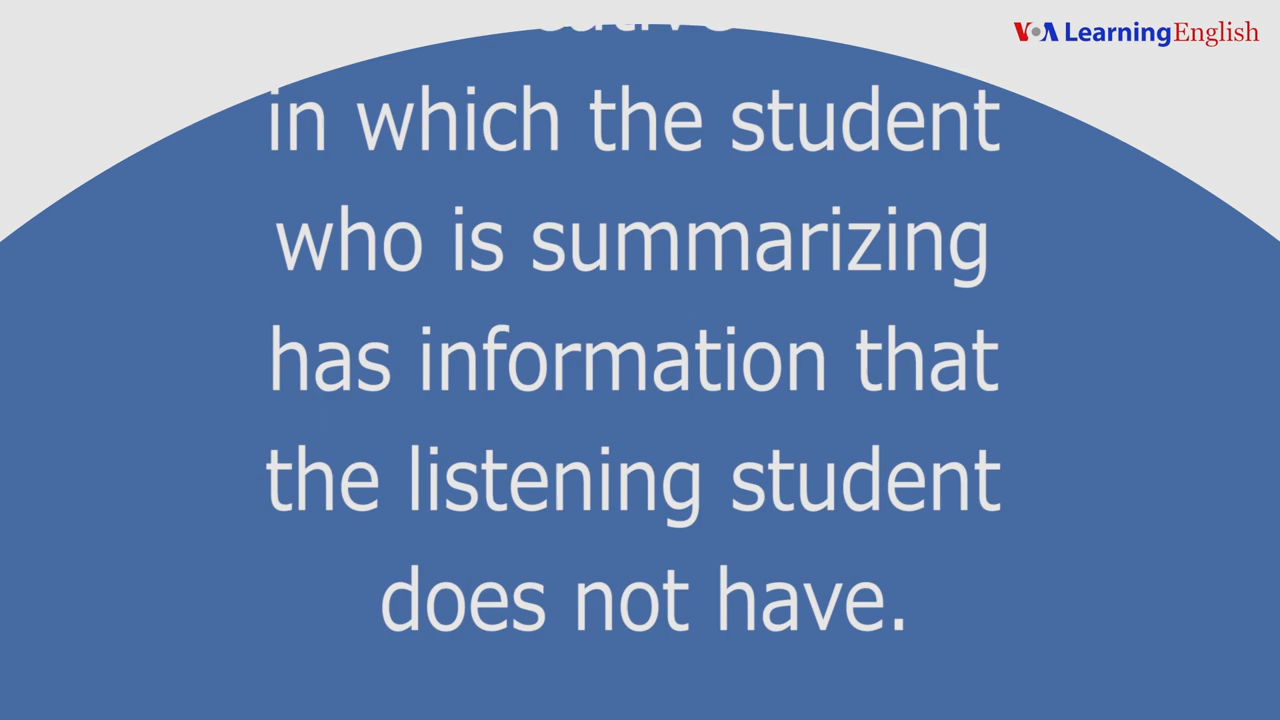 VOA LearningEnglish
in which the student
who is summarizing
has information that
the listening student
does not have.